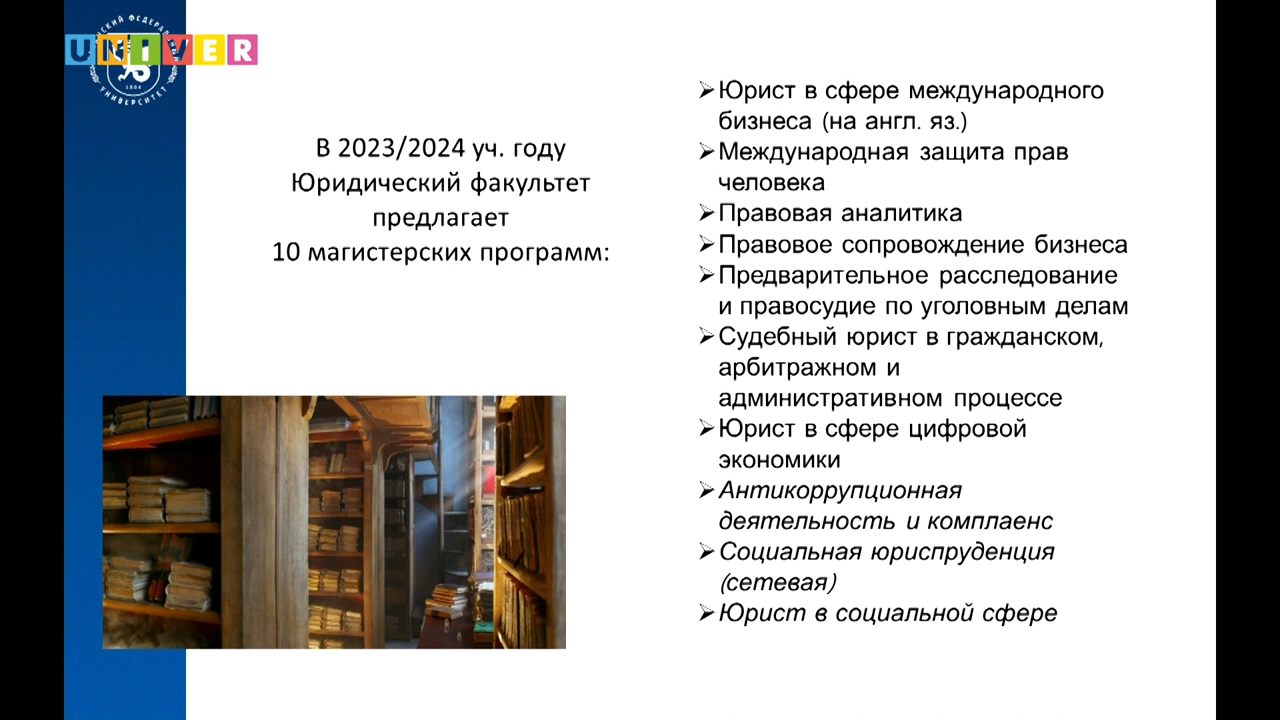 UNIVER
1804
УНИВЕРСИТЕТ
В 2023/2024 уч. году
Юридический факультет
предлагает
10 магистерских программ:
Юрист в сфере международного
бизнеса (на англ. яз.)
Международная защита прав
человека
Правовая аналитика
Правовое сопровождение бизнеса
Предварительное расследование
и правосудие по уголовным делам
Судебный юрист в гражданском,
арбитражном и
административном процессе
Юрист в сфере цифровой
экономики
Антикоррупционная
деятельность и комплаенс
Социальная юриспруденция
(сетевая)
Юрист в социальной сфере